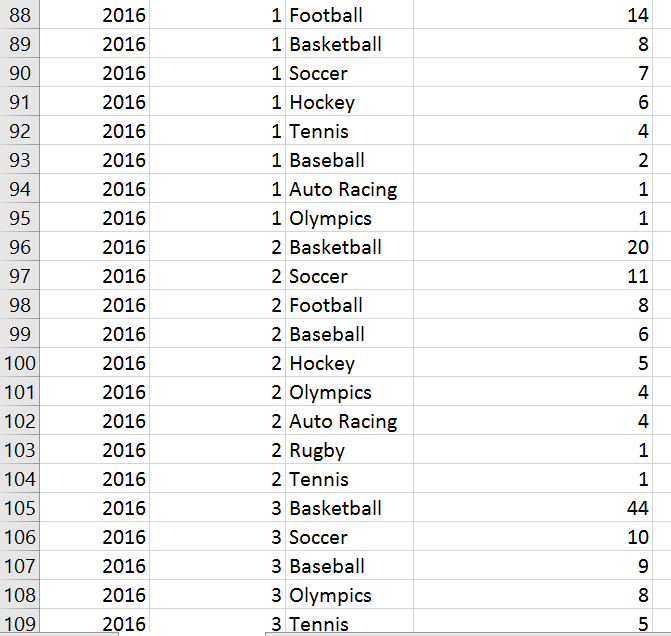 88 2016 1 Football 14
89 2016 1 Basketball 8
90 2016 1 Soccer 7
91 2016 1 Hockey 6
92 2016 1 Tennis 4
93 2016 1 Baseball 2
94 2016 1 Auto Racing 1
95 2016 1 Olympics 1
96 2016 2 Basketball 20
97 2016 2 Soccer 11
98 2016 2 Football 8
99 2016 2 Baseball 6
100 2016 2 Hockey 5
101 2016 2 Olympics 4
102 2016 2 Auto Racing 4
103 2016 2 Rugby 1
104 2016 2 Tennis 1
105 2016 3 Basketball 44
106 2016 3 Soccer 10
107 2016 3 Baseball 9
108 2016 3 Olympics 8
109 2016 3 Tennis 5